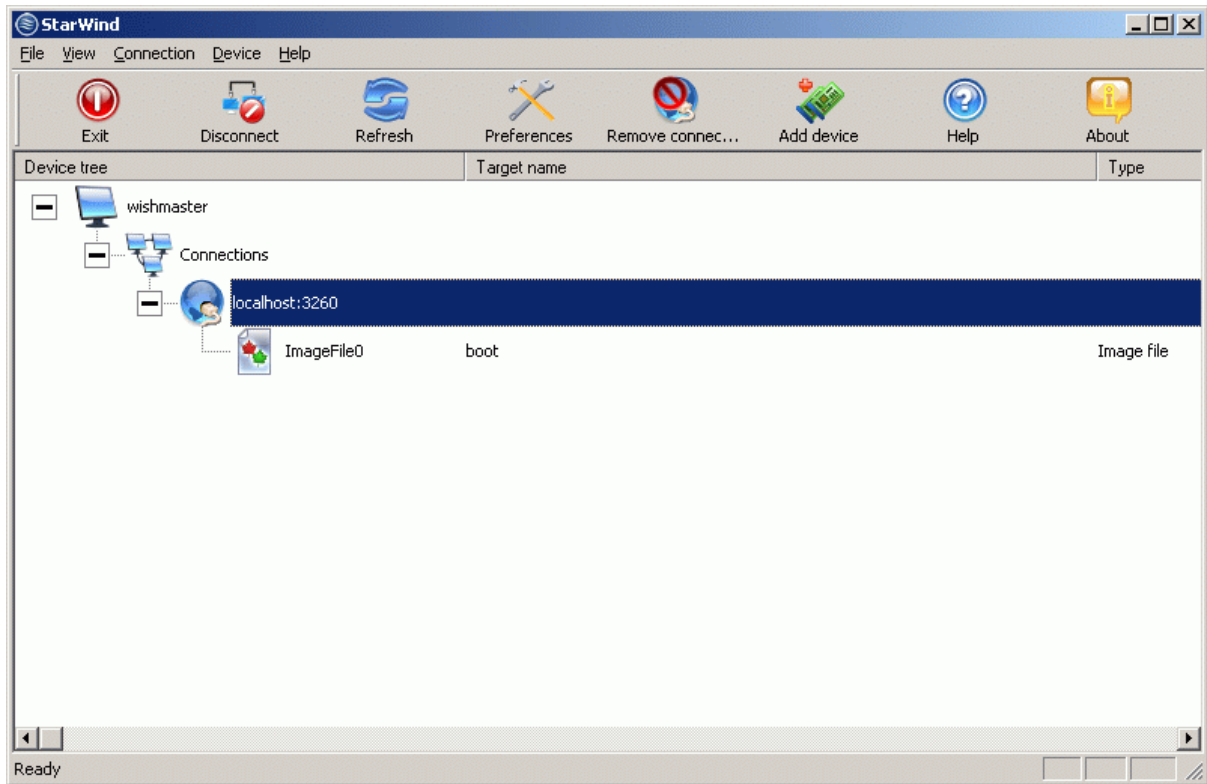 StarWind
File View Connection Device Help
Exit Disconnect Refresh Preferences Remove connec... Add device Help About
Device tree Target name Type
wishmaster
Connections
localhost:3260
ImageFile0 boot Image file
Ready